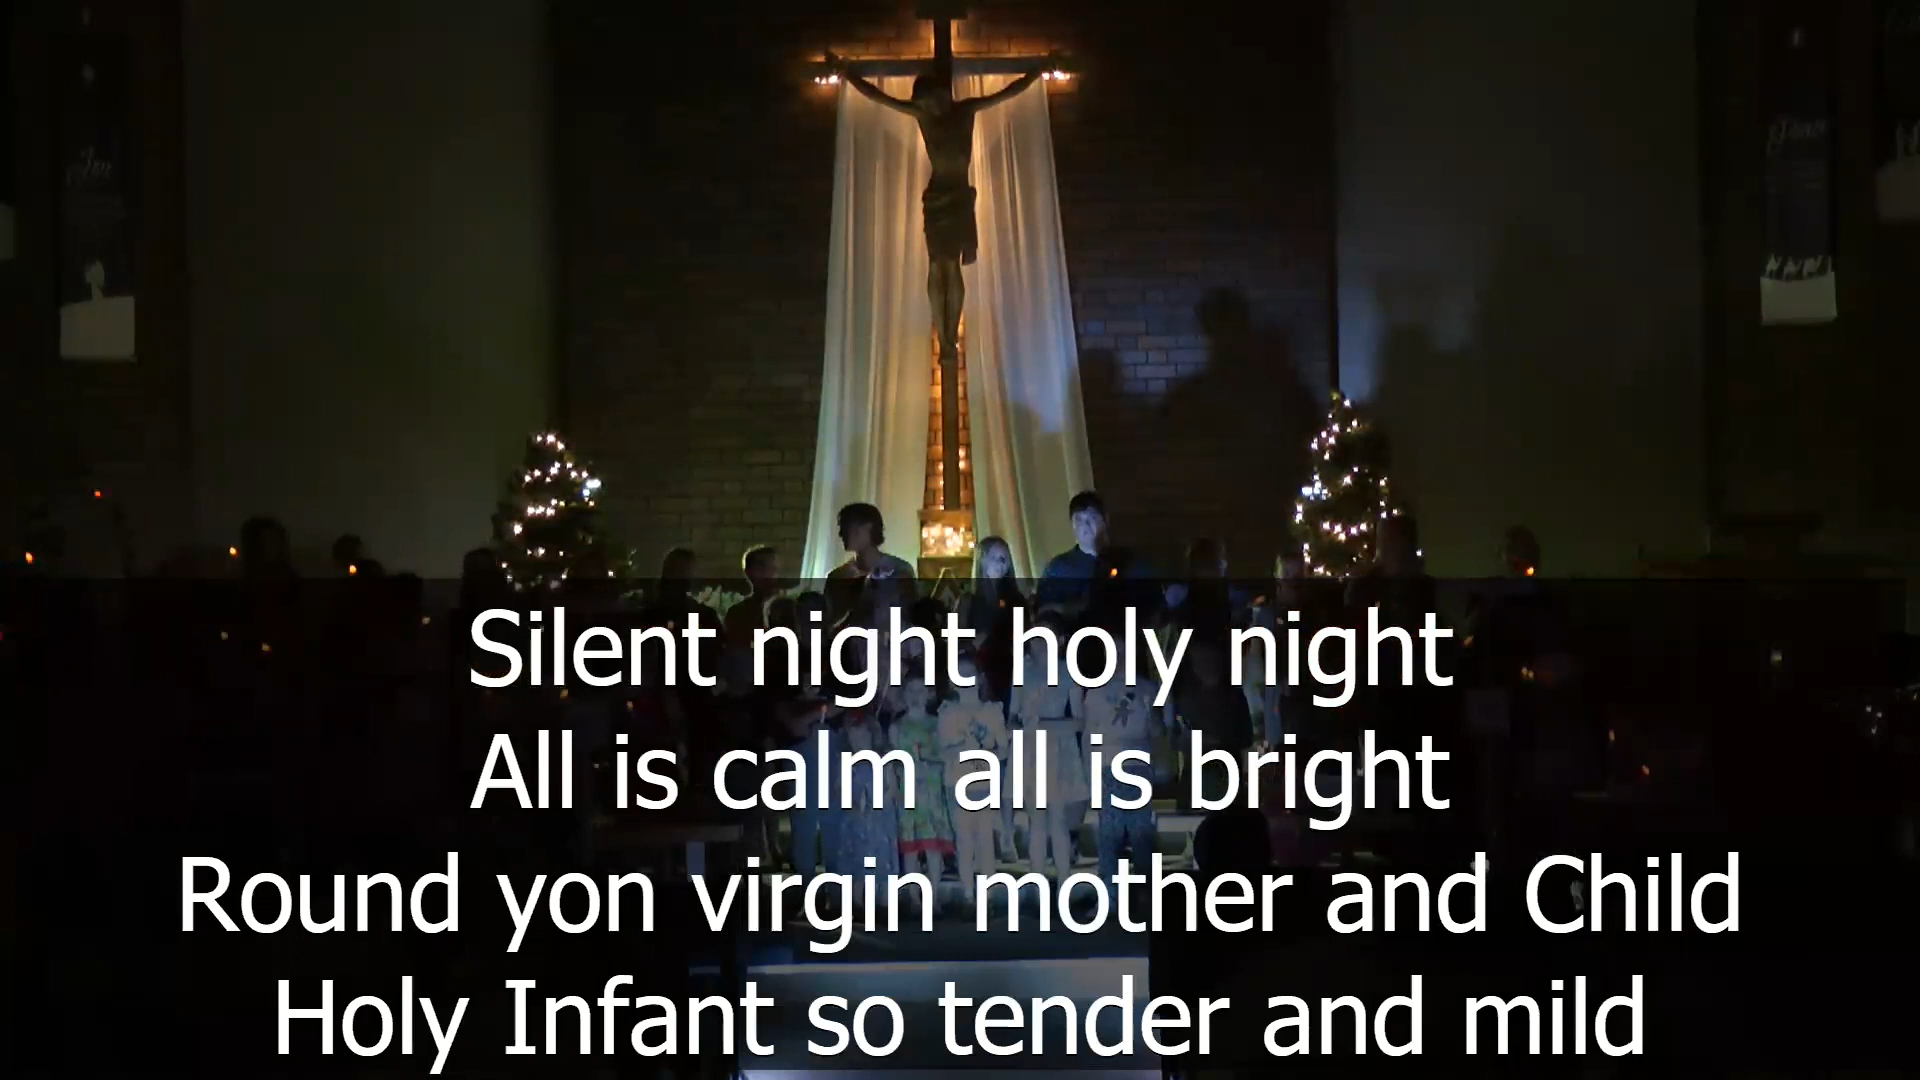 Silent night holy night
All is calm all is bright
Round yon virgin mother and Child
Holy Infant so tender and mild